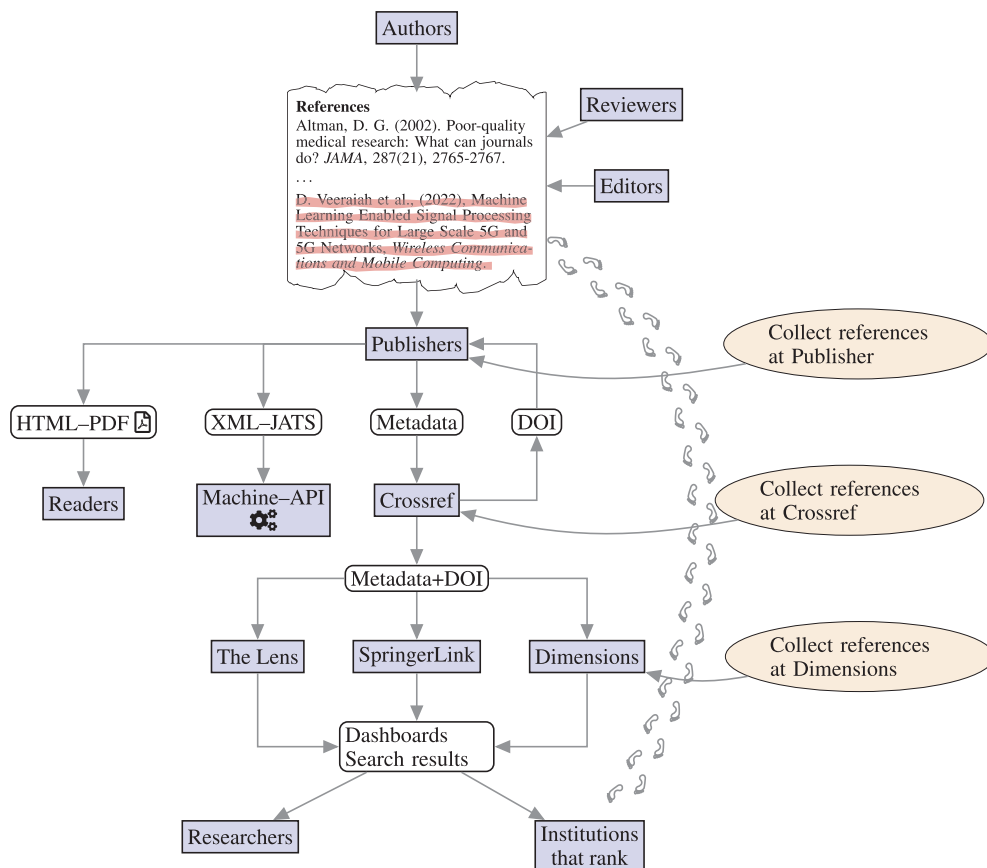 Authors
References
Altman, D. G. (2002). Poor-quality
medical research: What can journals
do? JAMA, 287(21), 2765-2767.
...
D. Veeraiah et al., (2022), Machine
Learning Enabled Signal Processing
Techniques for Large Scale 5G and
5G Networks, Wireless Communica-
tions and Mobile Computing.
Reviewers
Editors
Publishers
Collect references
at Publisher
HTML–PDF
XML–JATS
Metadata
DOI
Readers
Machine–API
Crossref
Collect references
at Crossref
Metadata+DOI
The Lens
SpringerLink
Dimensions
Collect references
at Dimensions
Dashboards
Search results
Researchers
Institutions
that rank